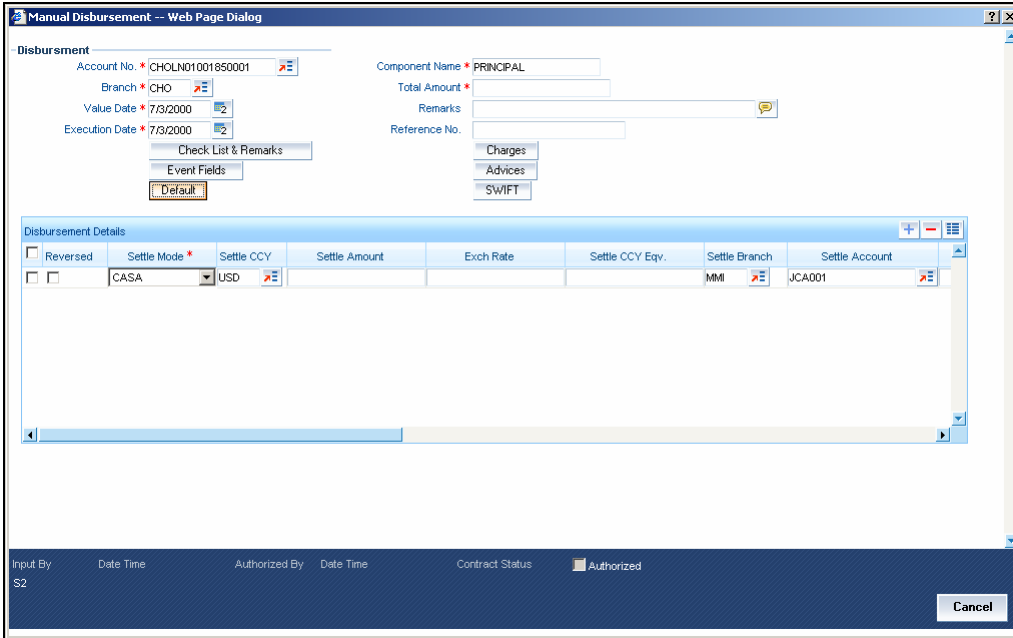 Manual Disbursement -- Web Page Dialog
Disbursment
Account No. * CHOLN01001850001
Component Name * PRINCIPAL
Branch * CHO
Total Amount *
Value Date * 7/3/2000
Remarks
Execution Date * 7/3/2000
Reference No.
Check List & Remarks
Charges
Event Fields
Advices
Default
SWIFT
Disbursement Details
Reversed Settle Mode * Settle CCY Settle Amount Exch Rate Settle CCY Eqv. Settle Branch Settle Account
CASA USD MMI JCA001
Input By Date Time Authorized By Date Time Contract Status Authorized
S2
Cancel